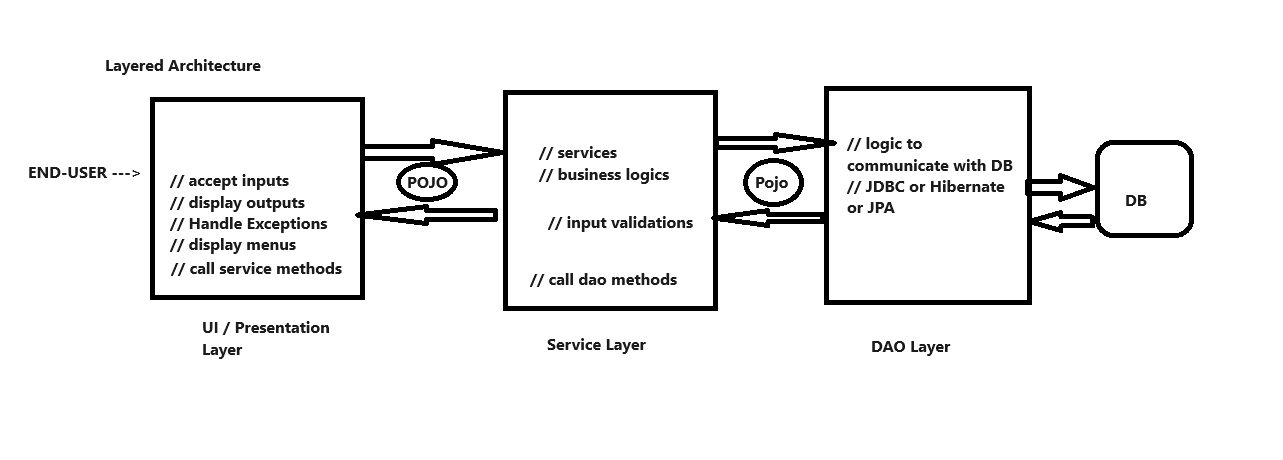 Layered Architecture
END-USER --->
// accept inputs
// display outputs
// Handle Exceptions
// display menus
// call service methods
UI / Presentation
Layer
POJO
// services
// business logics
// input validations
// call dao methods
Service Layer
Pojo
// logic to
communicate with DB
// JDBC or Hibernate
or JPA
DAO Layer
DB